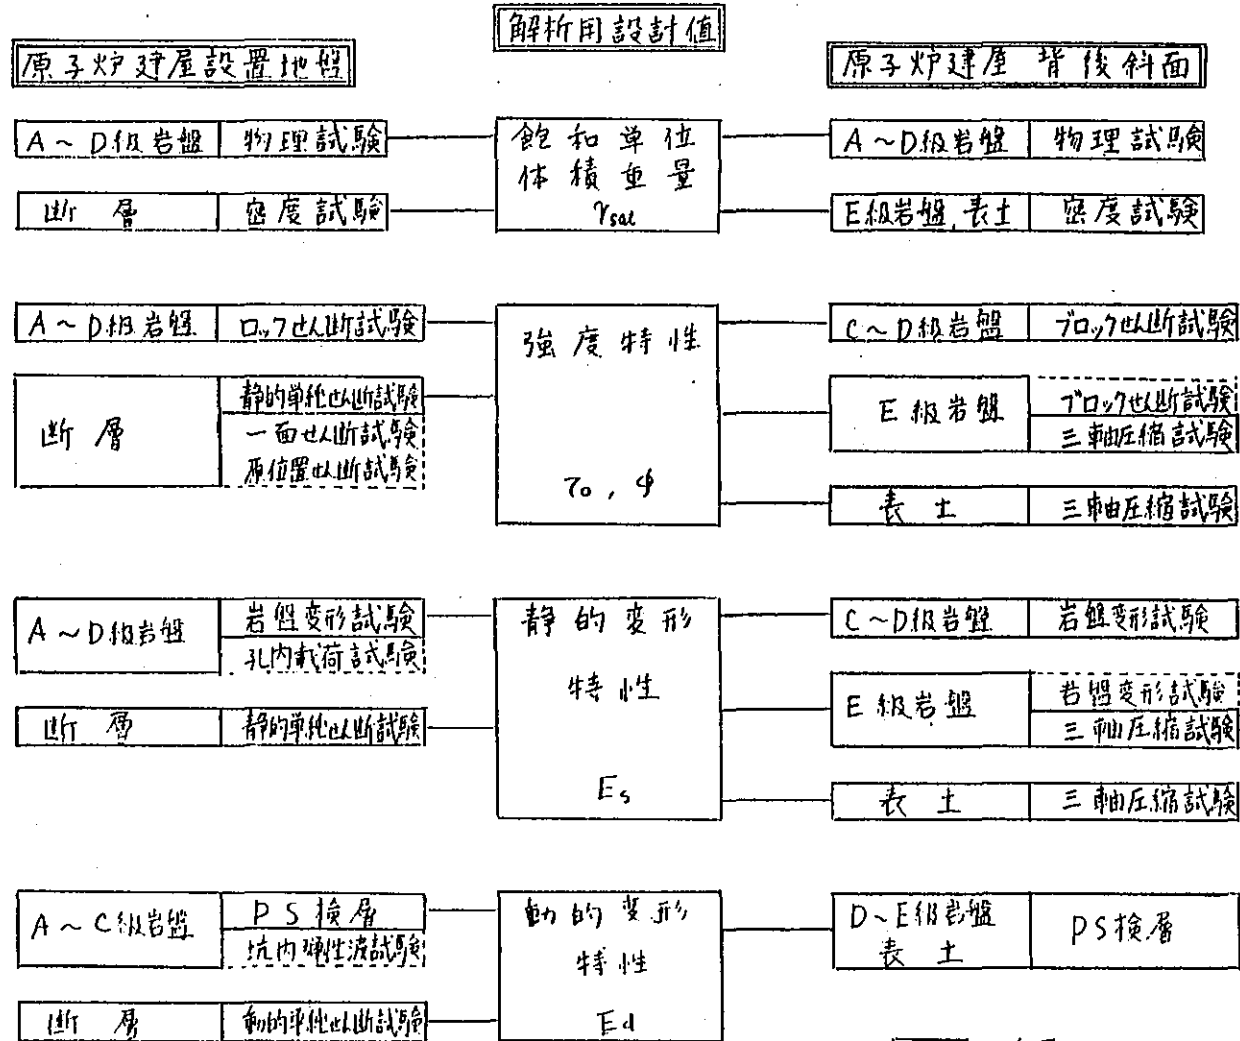 解析用設計値
原子炉建屋設置地盤
原子炉建屋 背後斜面
A~D級岩盤 物理試験
飽和単位
体積重量
γsat
A~D級岩盤 物理試験
断層 密度試験
E級岩盤,表土 密度試験
A~D級岩盤 ロックせん断試験
強度特性
τ0, φ
C~D級岩盤 ブロックせん断試験
断層
静的単純せん断試験
一面せん断試験
原位置せん断試験
E級岩盤
ブロックせん断試験
三軸圧縮試験
表土 三軸圧縮試験
A~D級岩盤
岩盤変形試験
孔内載荷試験
静的変形
特性
Es
C~D級岩盤 岩盤変形試験
断層 静的単純せん断試験
E級岩盤
岩盤変形試験
三軸圧縮試験
表土 三軸圧縮試験
A~C級岩盤
PS検層
坑内弾性波試験
動的変形
特性
Ed
D~E級岩盤
表土
PS検層
断層 動的単純せん断試験